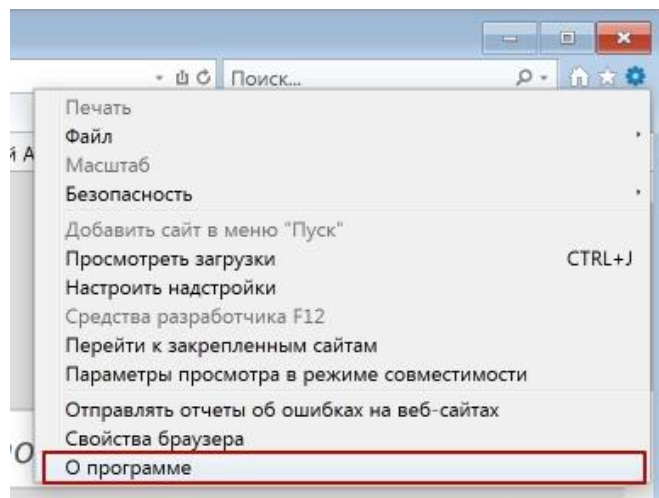 Поиск...
Печать
Файл
й А
Масштаб
Безопасность
Добавить сайт в меню "Пуск"
Просмотреть загрузки CTRL+J
Настроить надстройки
Средства разработчика F12
Перейти к закрепленным сайтам
Параметры просмотра в режиме совместимости
Отправлять отчеты об ошибках на веб-сайтах
Свойства браузера
О программе